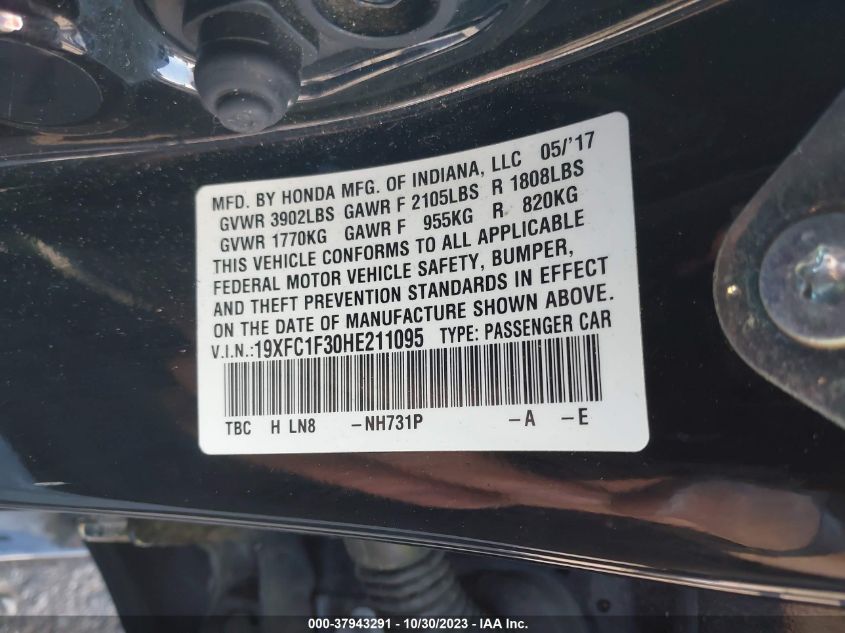 MFD. BY HONDA MFG. OF INDIANA, LLC 05/'17
GVWR 3902LBS GAWR F 2105LBS R 1808LBS
GVWR 1770KG GAWR F 955KG R 820KG
THIS VEHICLE CONFORMS TO ALL APPLICABLE
FEDERAL MOTOR VEHICLE SAFETY, BUMPER,
AND THEFT PREVENTION STANDARDS IN EFFECT
ON THE DATE OF MANUFACTURE SHOWN ABOVE.
V.I.N.:19XFC1F30HE211095 TYPE: PASSENGER CAR
TBC H LN8 -NH731P -A -E
000-37943291 - 10/30/2023 - IAA Inc.